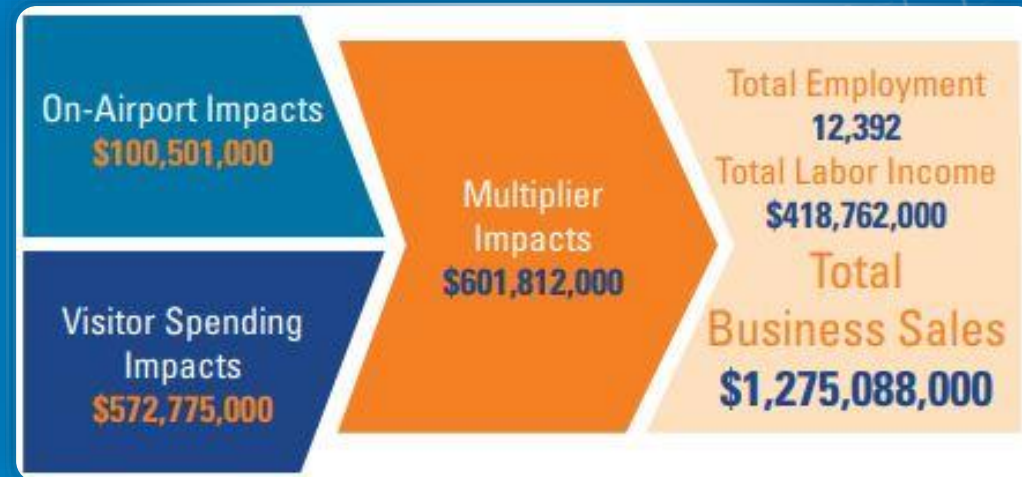 On-Airport Impacts
$100,501,000
Visitor Spending
Impacts
$572,775,000
Multiplier
Impacts
$601,812,000
Total Employment
12,392
Total Labor Income
$418,762,000
Total
Business Sales
$1,275,088,000